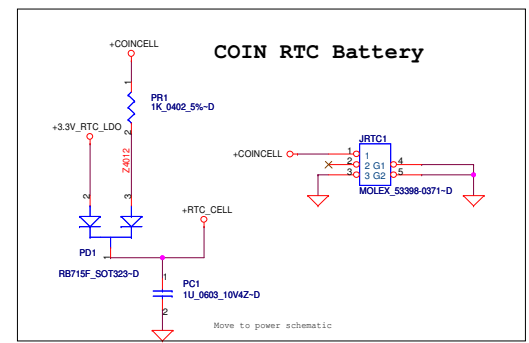 COIN RTC Battery
+COINCELL
1
PR1
1K_0402_5%~D
2
+3.3V_RTC_LDO
Z4012
2
3
+RTC_CELL
PD1
1
RB715F_SOT323~D
1
PC1
1U_0603_10V4Z~D
2
+COINCELL
JRTC1
1 1
2 2 G1 4
3 3 G2 5
MOLEX_53398-0371~D
Move to power schematic